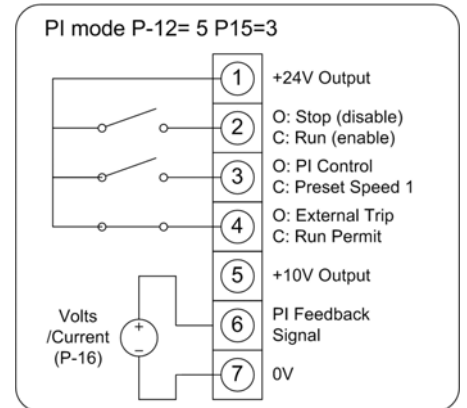 PI mode P-12= 5 P15=3
1
+24V Output
2
O: Stop (disable)
C: Run (enable)
3
O: PI Control
C: Preset Speed 1
4
O: External Trip
C: Run Permit
5
+10V Output
Volts
/Current
(P-16)
+
−
6
PI Feedback
Signal
7
0V